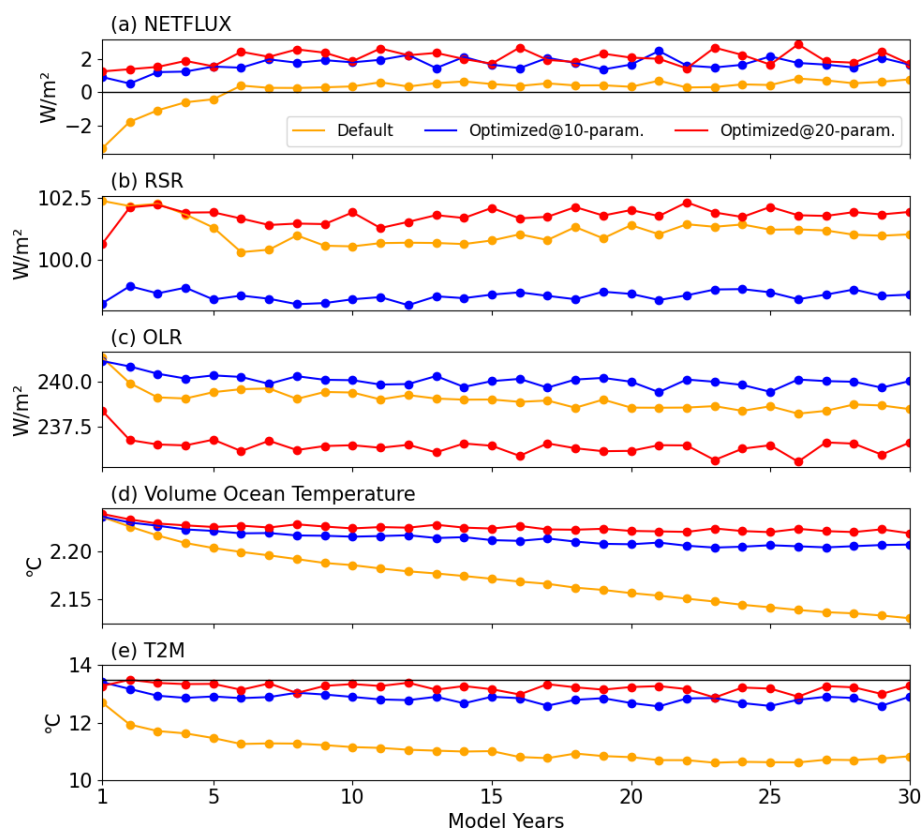 (a) NETFLUX
2
0
−2
W/m²
Default
Optimized@10-param.
Optimized@20-param.
(b) RSR
102.5
100.0
W/m²
(c) OLR
240.0
237.5
W/m²
(d) Volume Ocean Temperature
2.20
2.15
°C
(e) T2M
14
12
10
°C
1 5 10 15 20 25 30
Model Years